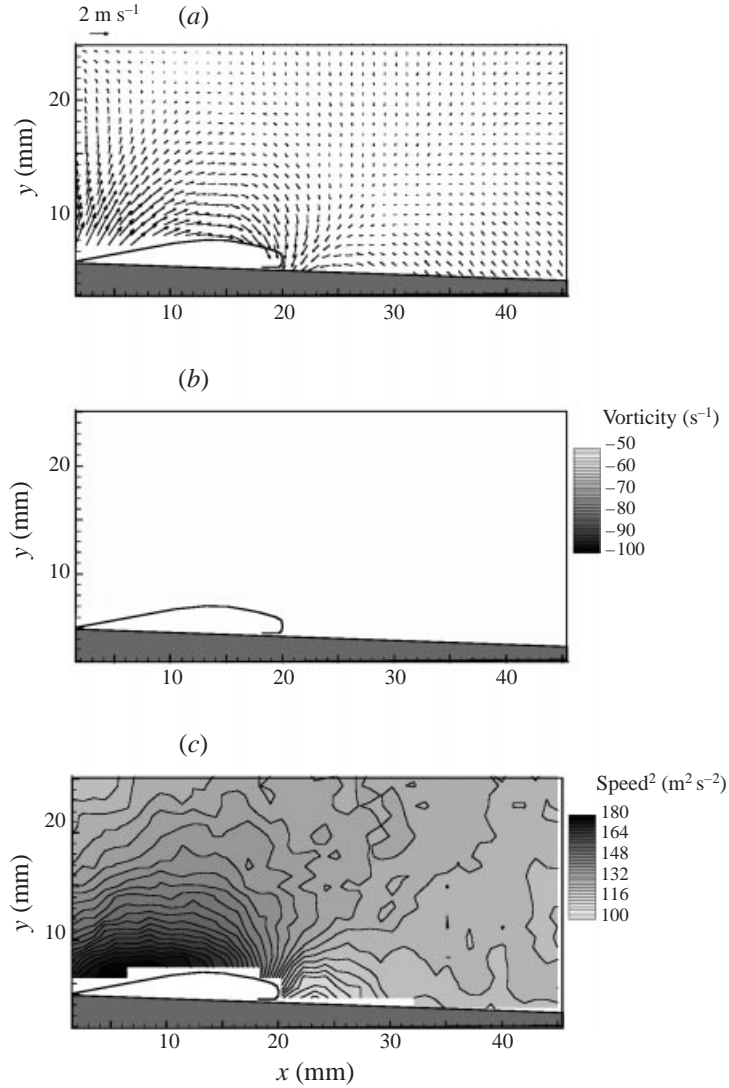 2 m s⁻¹
(a)
y (mm)
20
10
10 20 30 40
(b)
Vorticity (s⁻¹)
–50
–60
–70
–80
–90
–100
y (mm)
20
10
10 20 30 40
(c)
Speed² (m² s⁻²)
180
164
148
132
116
100
y (mm)
20
10
10 20 30 40
x (mm)